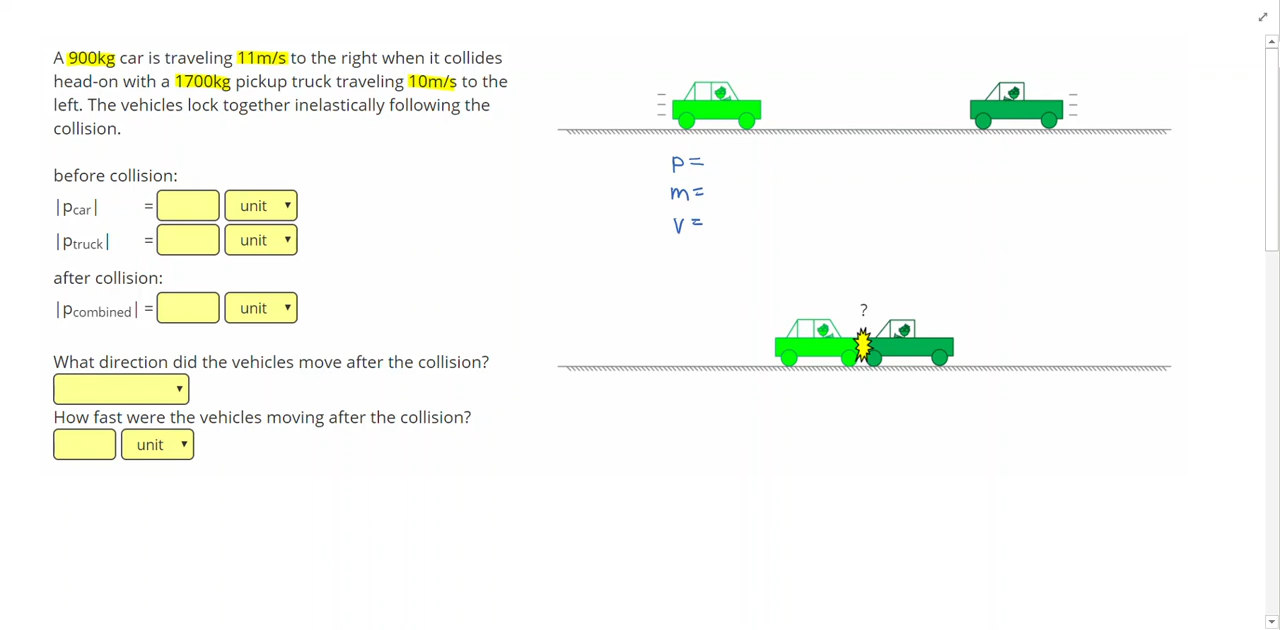 A 900kg car is traveling 11m/s to the right when it collides
head-on with a 1700kg pickup truck traveling 10m/s to the
left. The vehicles lock together inelastically following the
collision.
before collision:
|pcar| = unit
|ptruck| = unit
after collision:
|pcombined| = unit
What direction did the vehicles move after the collision?
How fast were the vehicles moving after the collision?
unit
p =
m =
v =
?